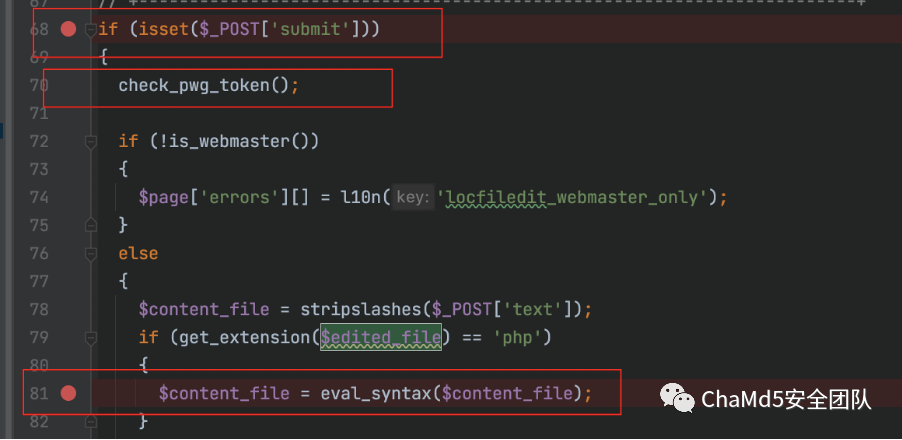 67 // +-----------------------------------------------------------------------+
68 if (isset($_POST['submit']))
69 {
70 check_pwg_token();
71
72 if (!is_webmaster())
73 {
74 $page['errors'][] = l10n( key: 'locfiledit_webmaster_only');
75 }
76 else
77 {
78 $content_file = stripslashes($_POST['text']);
79 if (get_extension($edited_file) == 'php')
80 {
81 $content_file = eval_syntax($content_file);
82 }
ChaMd5安全团队